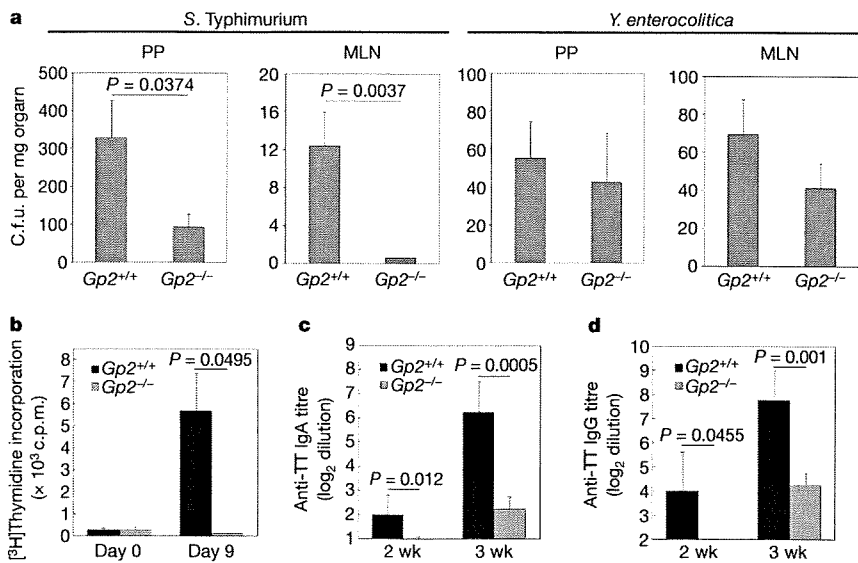 a
S. Typhimurium
Y. enterocolitica
PP
MLN
PP
MLN
C.f.u. per mg orgarn
500
400
300
200
100
0
P = 0.0374
Gp2+/+ Gp2−/−
20
16
12
8
4
0
P = 0.0037
Gp2+/+ Gp2−/−
100
80
60
40
20
0
Gp2+/+ Gp2−/−
100
80
60
40
20
0
Gp2+/+ Gp2−/−
b
[³H]Thymidine incorporation
(× 10³ c.p.m.)
8
7
6
5
4
3
2
1
0
P = 0.0495
Gp2+/+
Gp2−/−
Day 0 Day 9
c
Anti-TT IgA titre
(log₂ dilution)
9
8
7
6
5
4
3
2
1
Gp2+/+
Gp2−/−
P = 0.0005
P = 0.012
2 wk 3 wk
d
Anti-TT IgG titre
(log₂ dilution)
10
9
8
7
6
5
4
3
2
Gp2+/+
Gp2−/−
P = 0.001
P = 0.0455
2 wk 3 wk